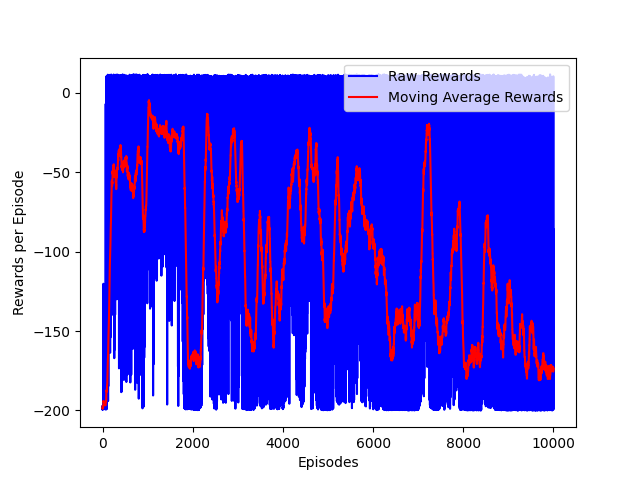 Raw Rewards
Moving Average Rewards
0
−50
−100
−150
−200
Rewards per Episode
0 2000 4000 6000 8000 10000
Episodes